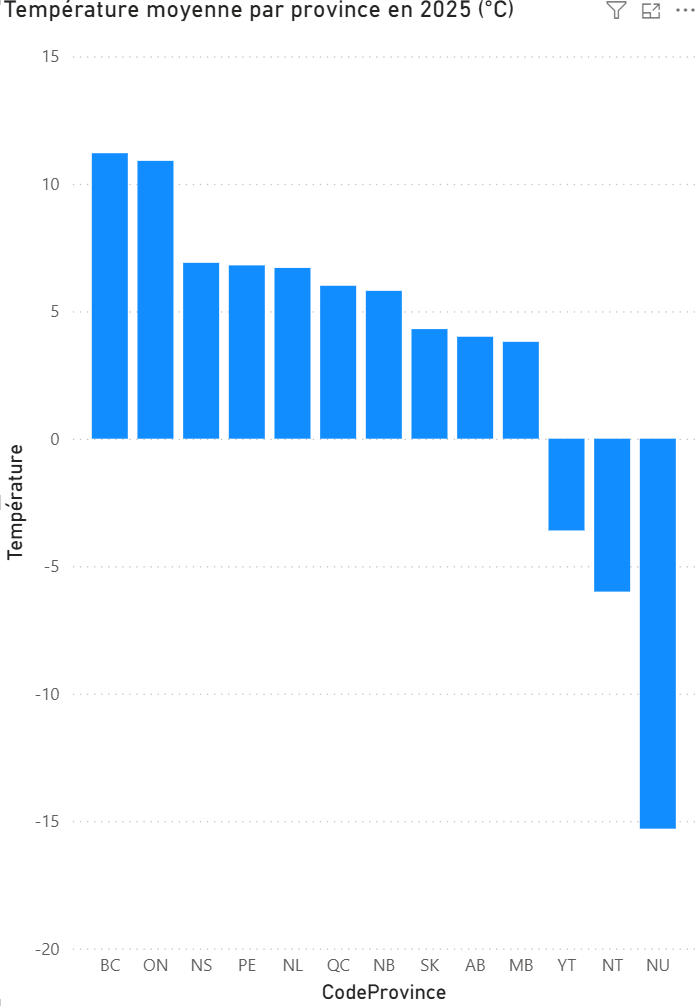 Température moyenne par province en 2025 (°C)
15
10
5
0
-5
-10
-15
-20
Température
BC ON NS PE NL QC NB SK AB MB YT NT NU
CodeProvince